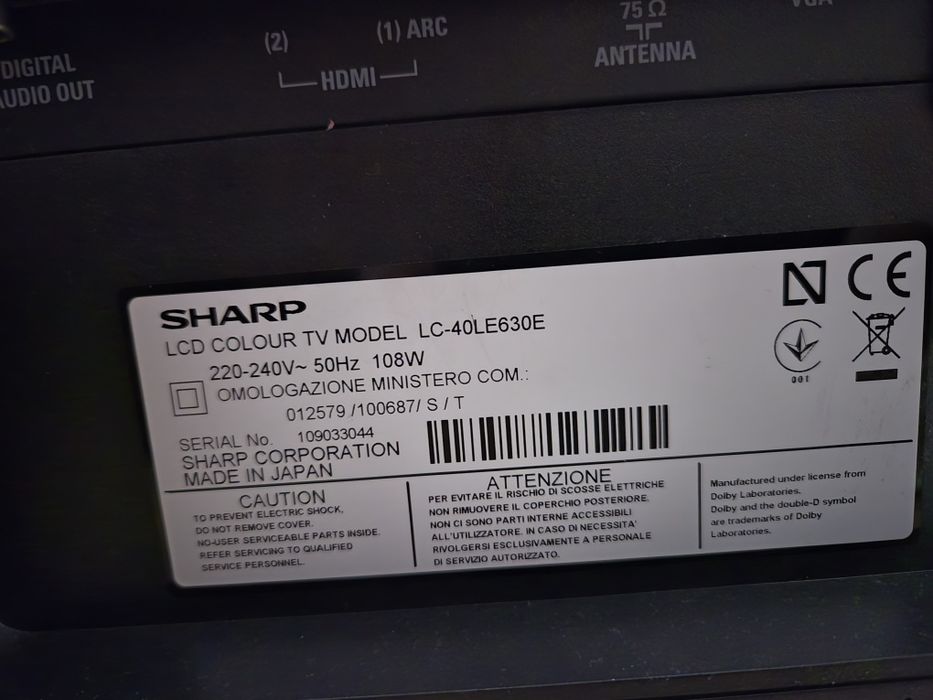 75 Ω
(2) (1) ARC
DIGITAL
AUDIO OUT
HDMI
ANTENNA
SHARP
LCD COLOUR TV MODEL LC-40LE630E
220-240V~ 50Hz 108W
OMOLOGAZIONE MINISTERO COM.:
012579 /100687/ S / T
SERIAL No. 109033044
SHARP CORPORATION
MADE IN JAPAN
CE
001
CAUTION
TO PREVENT ELECTRIC SHOCK,
DO NOT REMOVE COVER.
NO-USER SERVICEABLE PARTS INSIDE.
REFER SERVICING TO QUALIFIED
SERVICE PERSONNEL.
ATTENZIONE
PER EVITARE IL RISCHIO DI SCOSSE ELETTRICHE
NON RIMUOVERE IL COPERCHIO POSTERIORE.
NON CI SONO PARTI INTERNE ACCESSIBILI
ALL'UTILIZZATORE. IN CASO DI NECESSITA'
RIVOLGERSI ESCLUSIVAMENTE A PERSONALE
DI SERVIZIO AUTORIZZATO.
Manufactured under license from
Dolby Laboratories.
Dolby and the double-D symbol
are trademarks of Dolby
Laboratories.